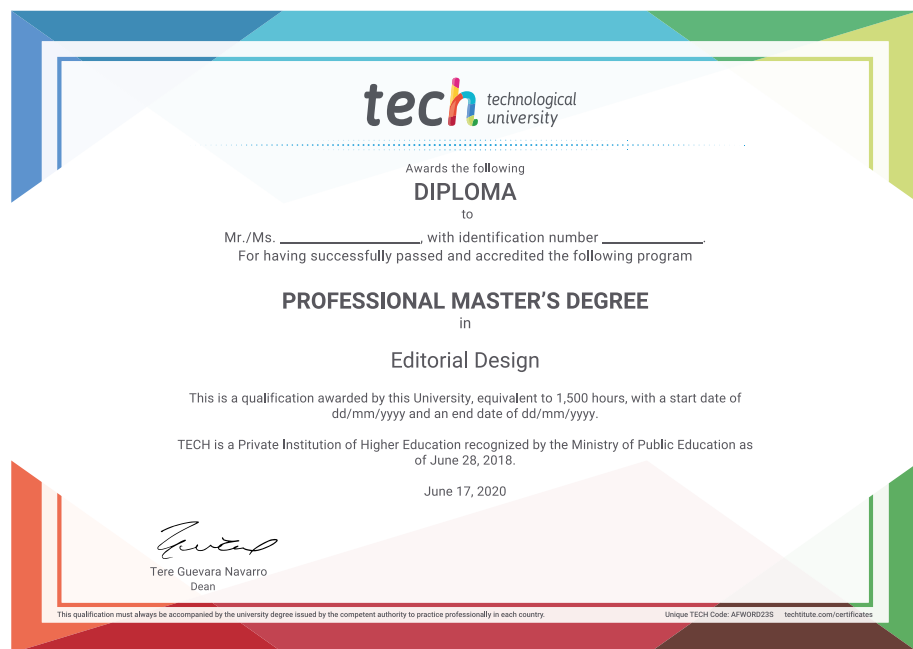 tech technological
university
Awards the following
DIPLOMA
to
Mr./Ms. ____________________, with identification number ______________.
For having successfully passed and accredited the following program
PROFESSIONAL MASTER'S DEGREE
in
Editorial Design
This is a qualification awarded by this University, equivalent to 1,500 hours, with a start date of
dd/mm/yyyy and an end date of dd/mm/yyyy.
TECH is a Private Institution of Higher Education recognized by the Ministry of Public Education as
of June 28, 2018.
June 17, 2020
Tere Guevara Navarro
Dean
This qualification must always be accompanied by the university degree issued by the competent authority to practice professionally in each country. Unique TECH Code: AFWORD23S techtitute.com/certificates